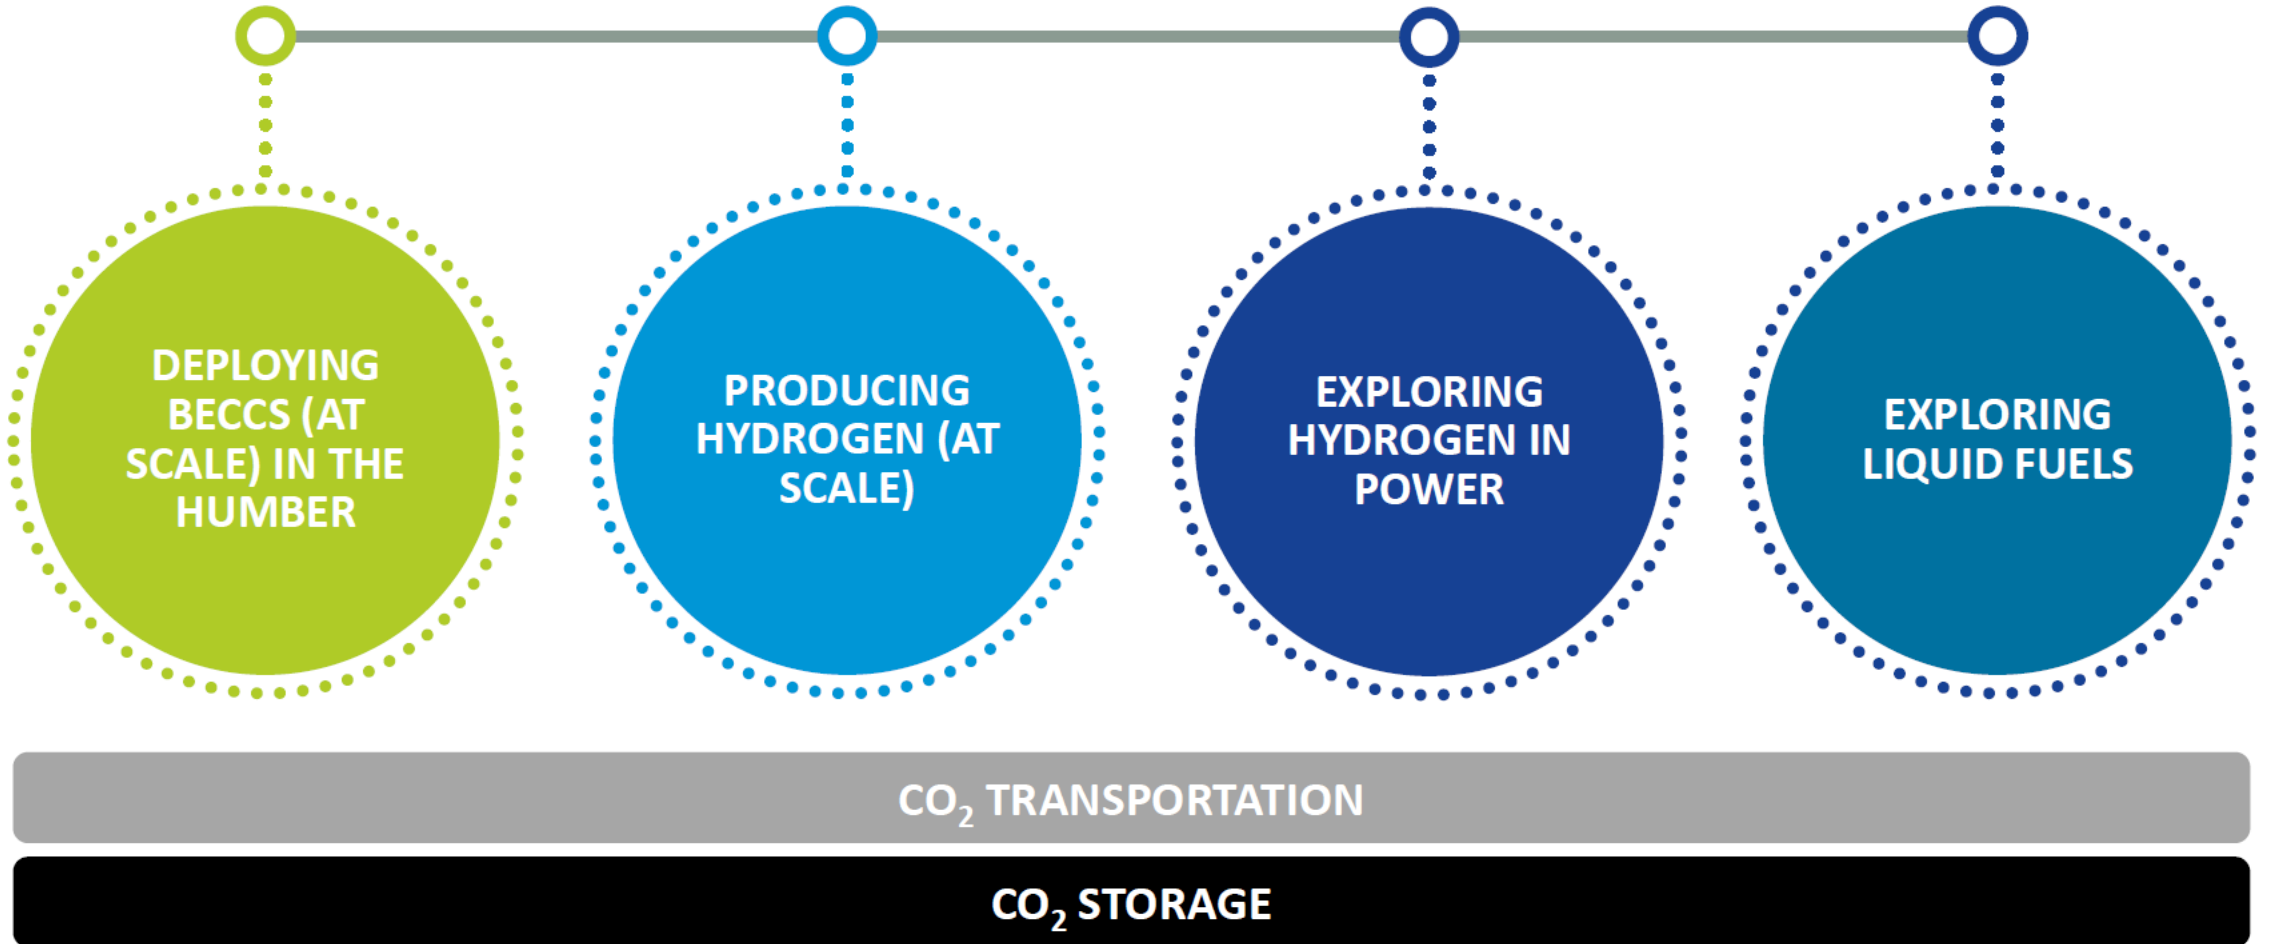 DEPLOYING
BECCS (AT
SCALE) IN THE
HUMBER
PRODUCING
HYDROGEN (AT
SCALE)
EXPLORING
HYDROGEN IN
POWER
EXPLORING
LIQUID FUELS
CO₂ TRANSPORTATION
CO₂ STORAGE